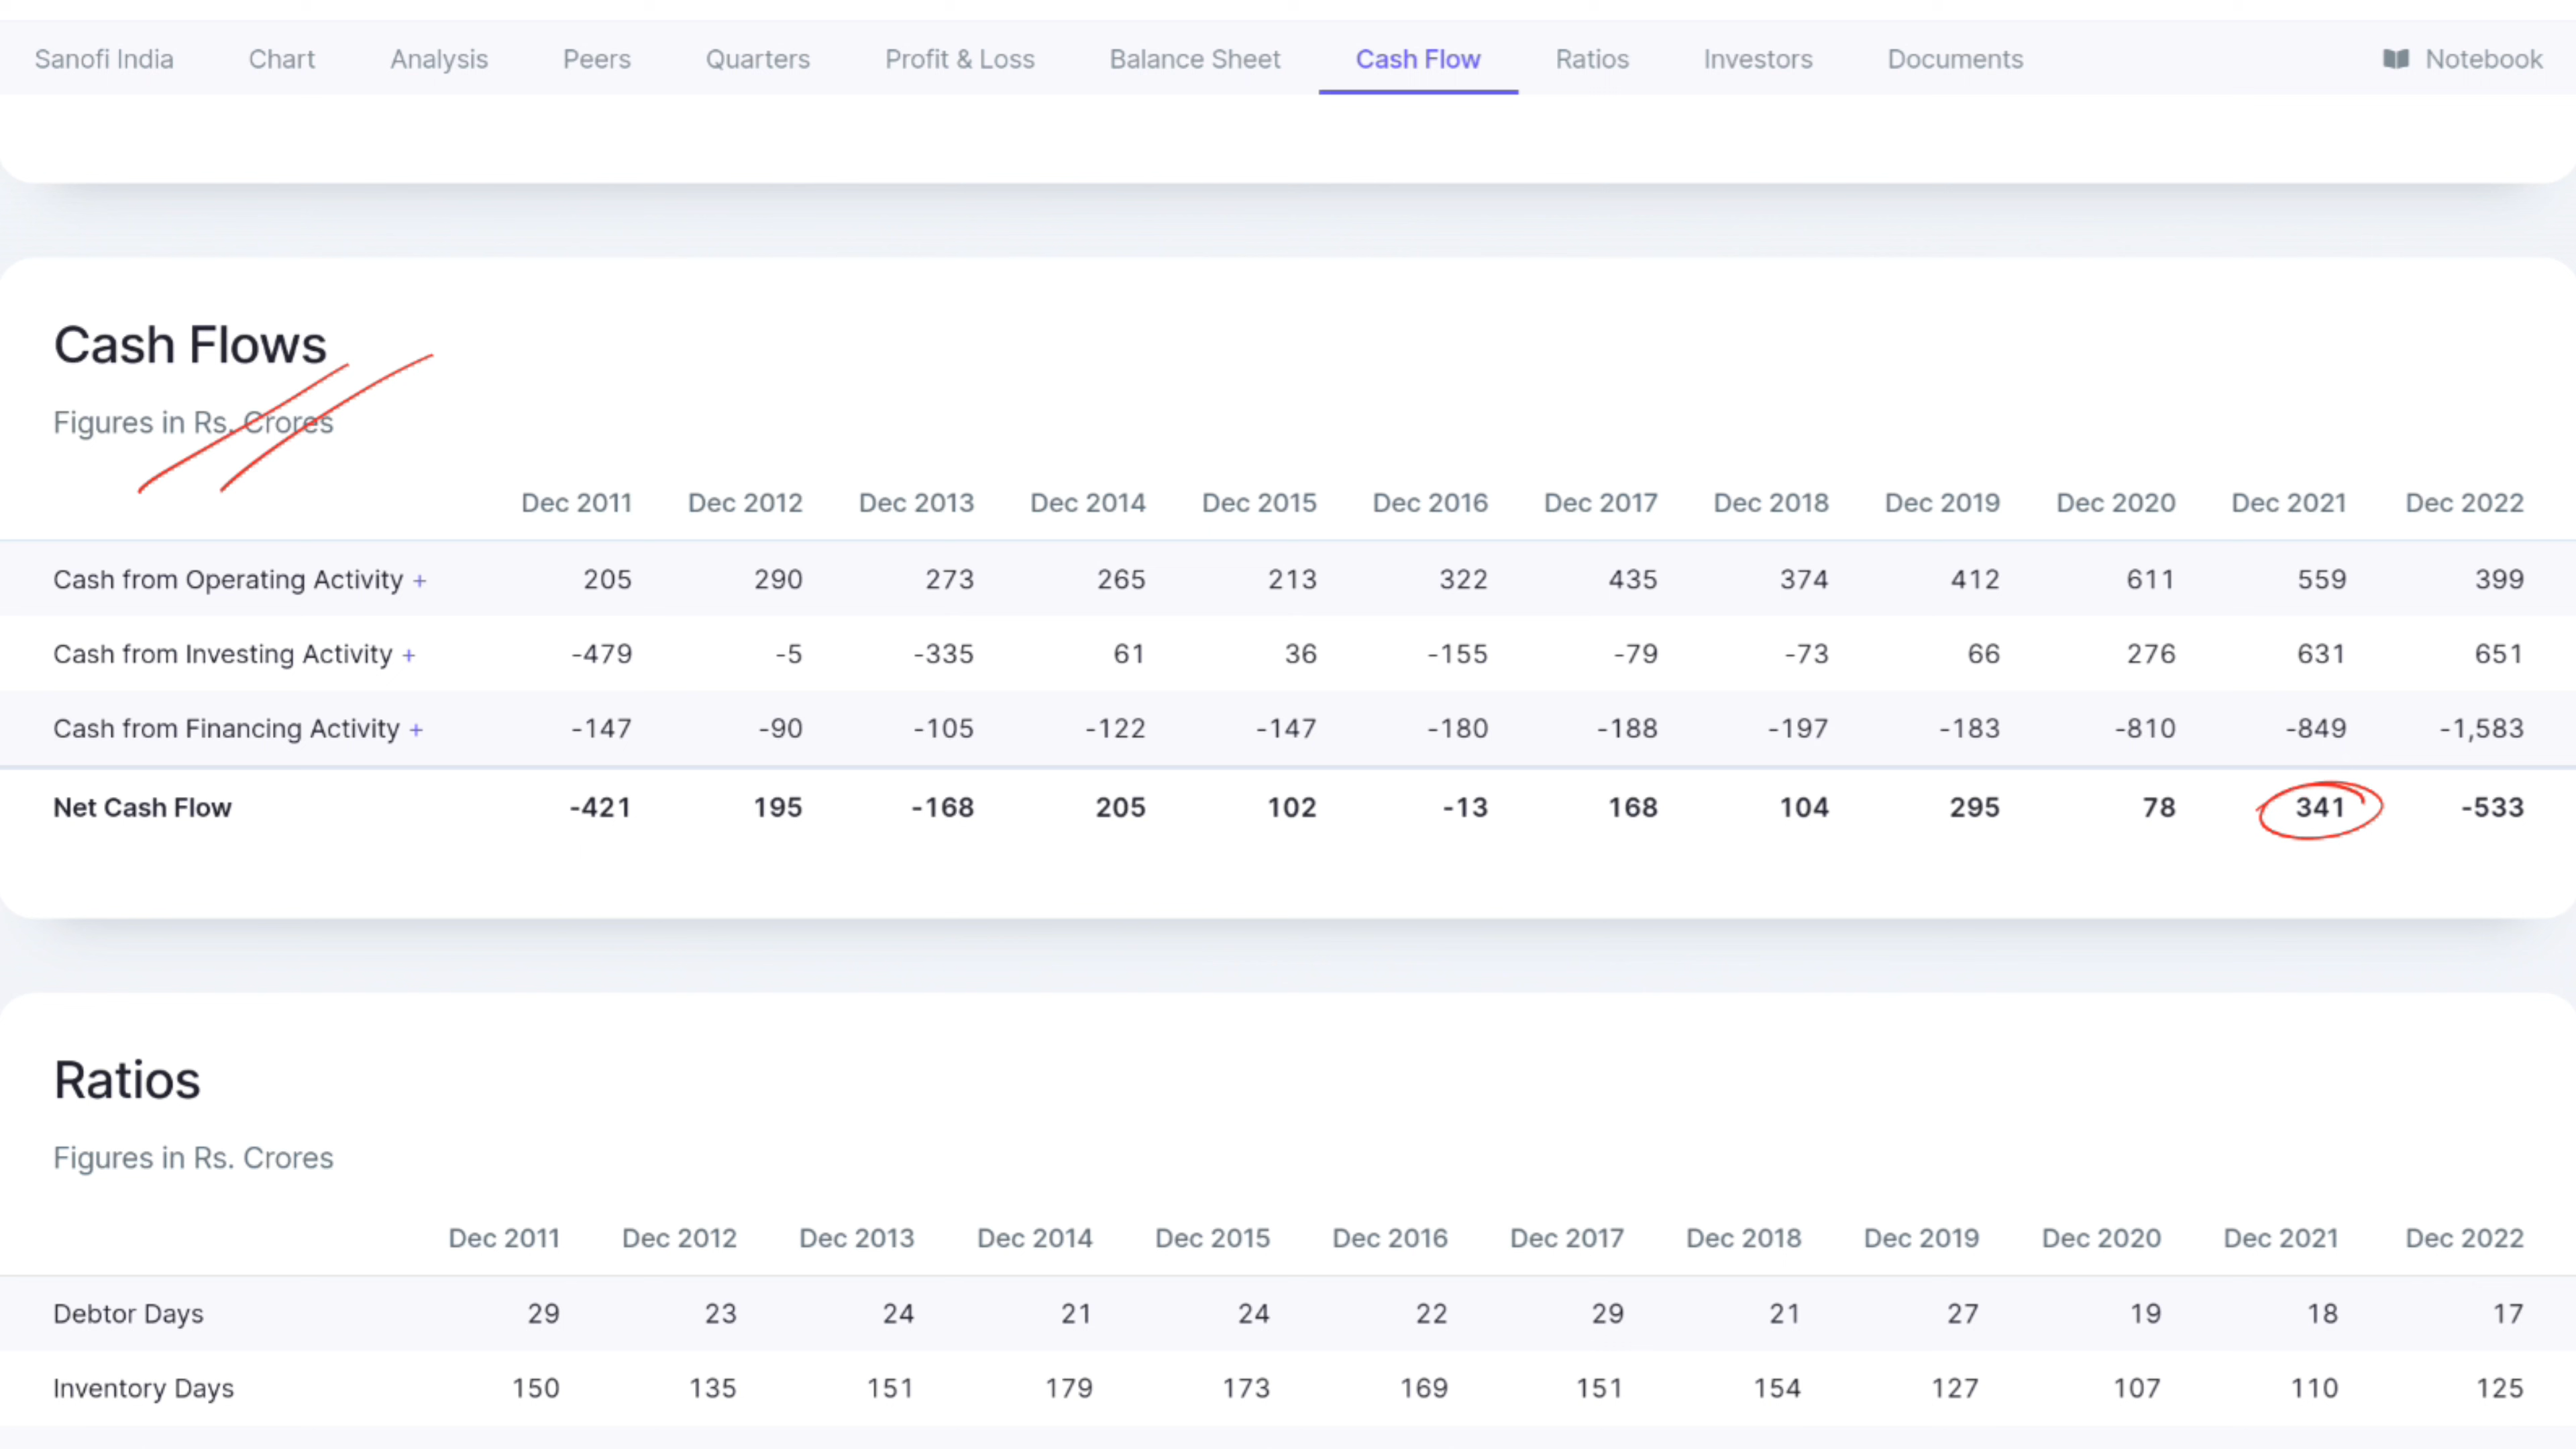 Sanofi India Chart Analysis Peers Quarters Profit & Loss Balance Sheet Cash Flow Ratios Investors Documents Notebook
Cash Flows
Figures in Rs. Crores
Dec 2011 Dec 2012 Dec 2013 Dec 2014 Dec 2015 Dec 2016 Dec 2017 Dec 2018 Dec 2019 Dec 2020 Dec 2021 Dec 2022
Cash from Operating Activity + 205 290 273 265 213 322 435 374 412 611 559 399
Cash from Investing Activity + -479 -5 -335 61 36 -155 -79 -73 66 276 631 651
Cash from Financing Activity + -147 -90 -105 -122 -147 -180 -188 -197 -183 -810 -849 -1,583
Net Cash Flow -421 195 -168 205 102 -13 168 104 295 78 341 -533
Ratios
Figures in Rs. Crores
Dec 2011 Dec 2012 Dec 2013 Dec 2014 Dec 2015 Dec 2016 Dec 2017 Dec 2018 Dec 2019 Dec 2020 Dec 2021 Dec 2022
Debtor Days 29 23 24 21 24 22 29 21 27 19 18 17
Inventory Days 150 135 151 179 173 169 151 154 127 107 110 125